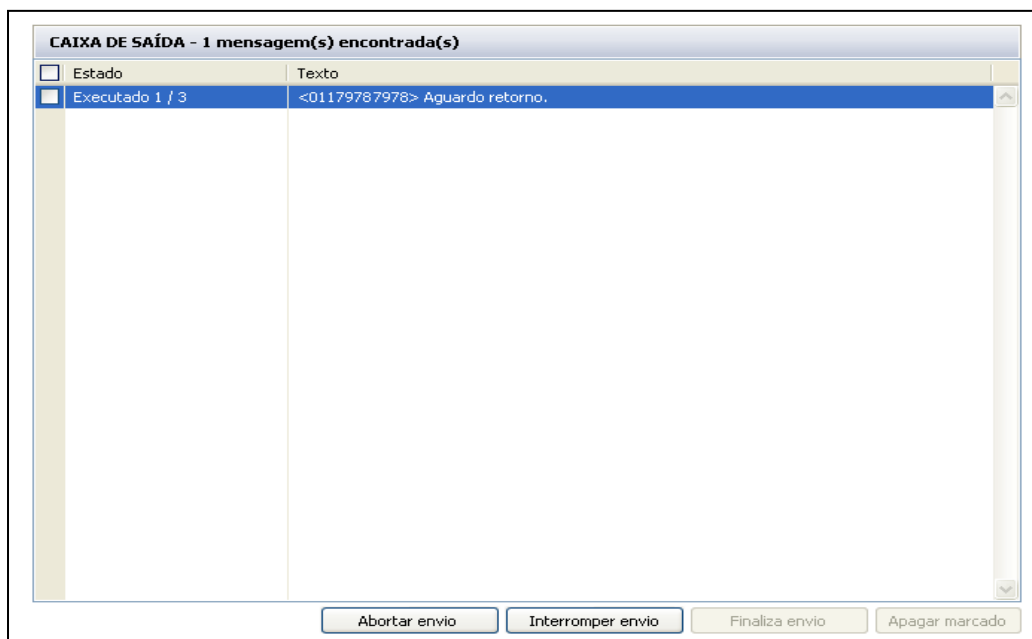 CAIXA DE SAÍDA - 1 mensagem(s) encontrada(s)
Estado Texto
Executado 1 / 3 <01179787978> Aguardo retorno.
Abortar envio Interromper envio Finaliza envio Apagar marcado